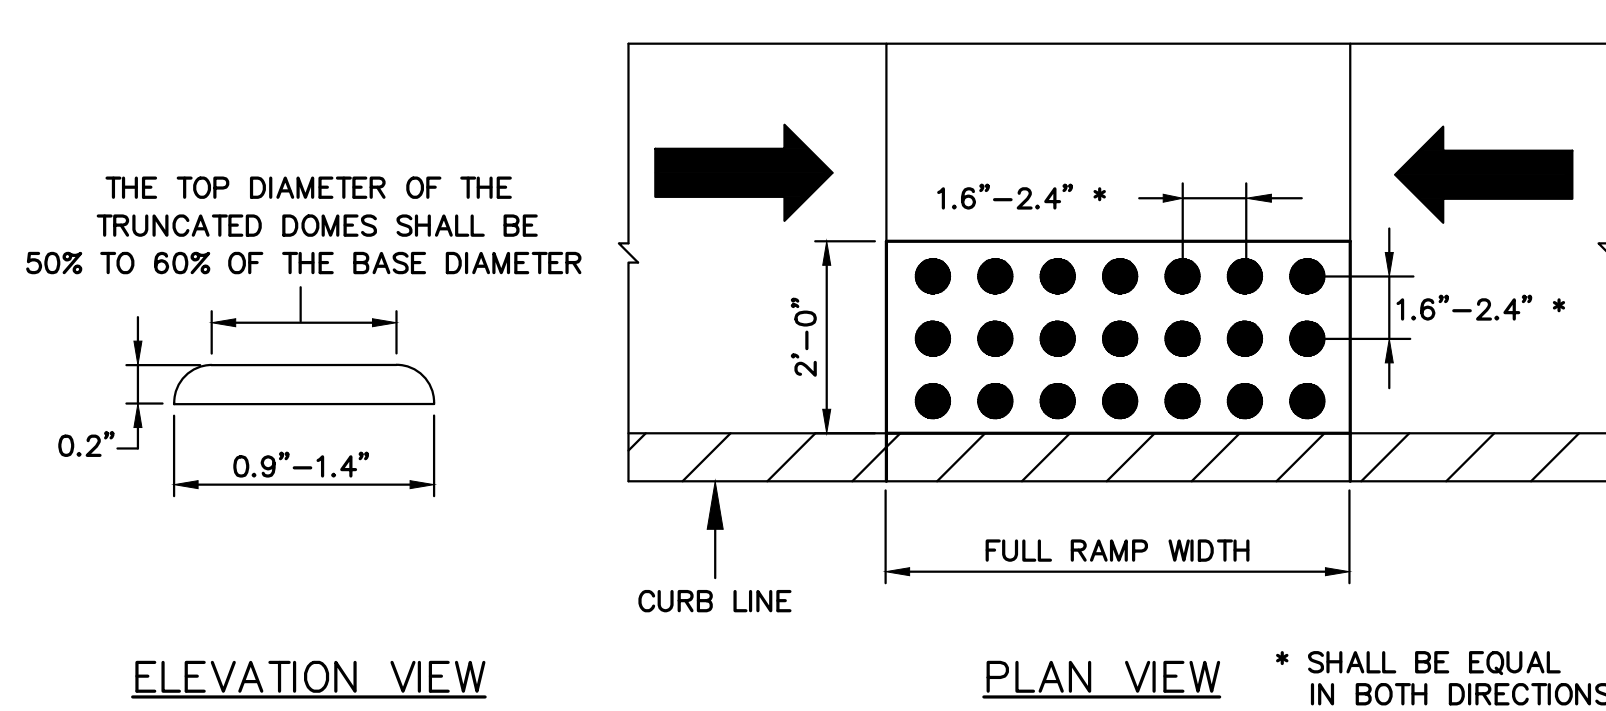 THE TOP DIAMETER OF THE
TRUNCATED DOMES SHALL BE
50% TO 60% OF THE BASE DIAMETER
0.2"
0.9"-1.4"
ELEVATION VIEW
1.6"-2.4" *
1.6"-2.4" *
2'-0"
FULL RAMP WIDTH
CURB LINE
PLAN VIEW
* SHALL BE EQUAL
IN BOTH DIRECTIONS